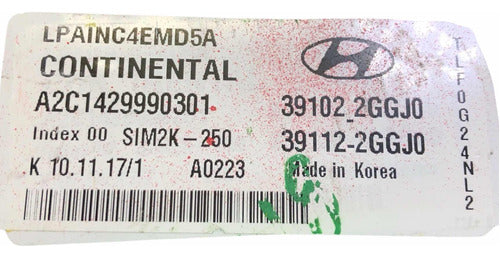 LPAINC4EMD5A
CONTINENTAL
A2C1429990301
39102_2GGJ0
Index 00 SIM2K-250
39112-2GGJ0
K 10.11.17/1 A0223
Made in Korea
TLF0G24NL2